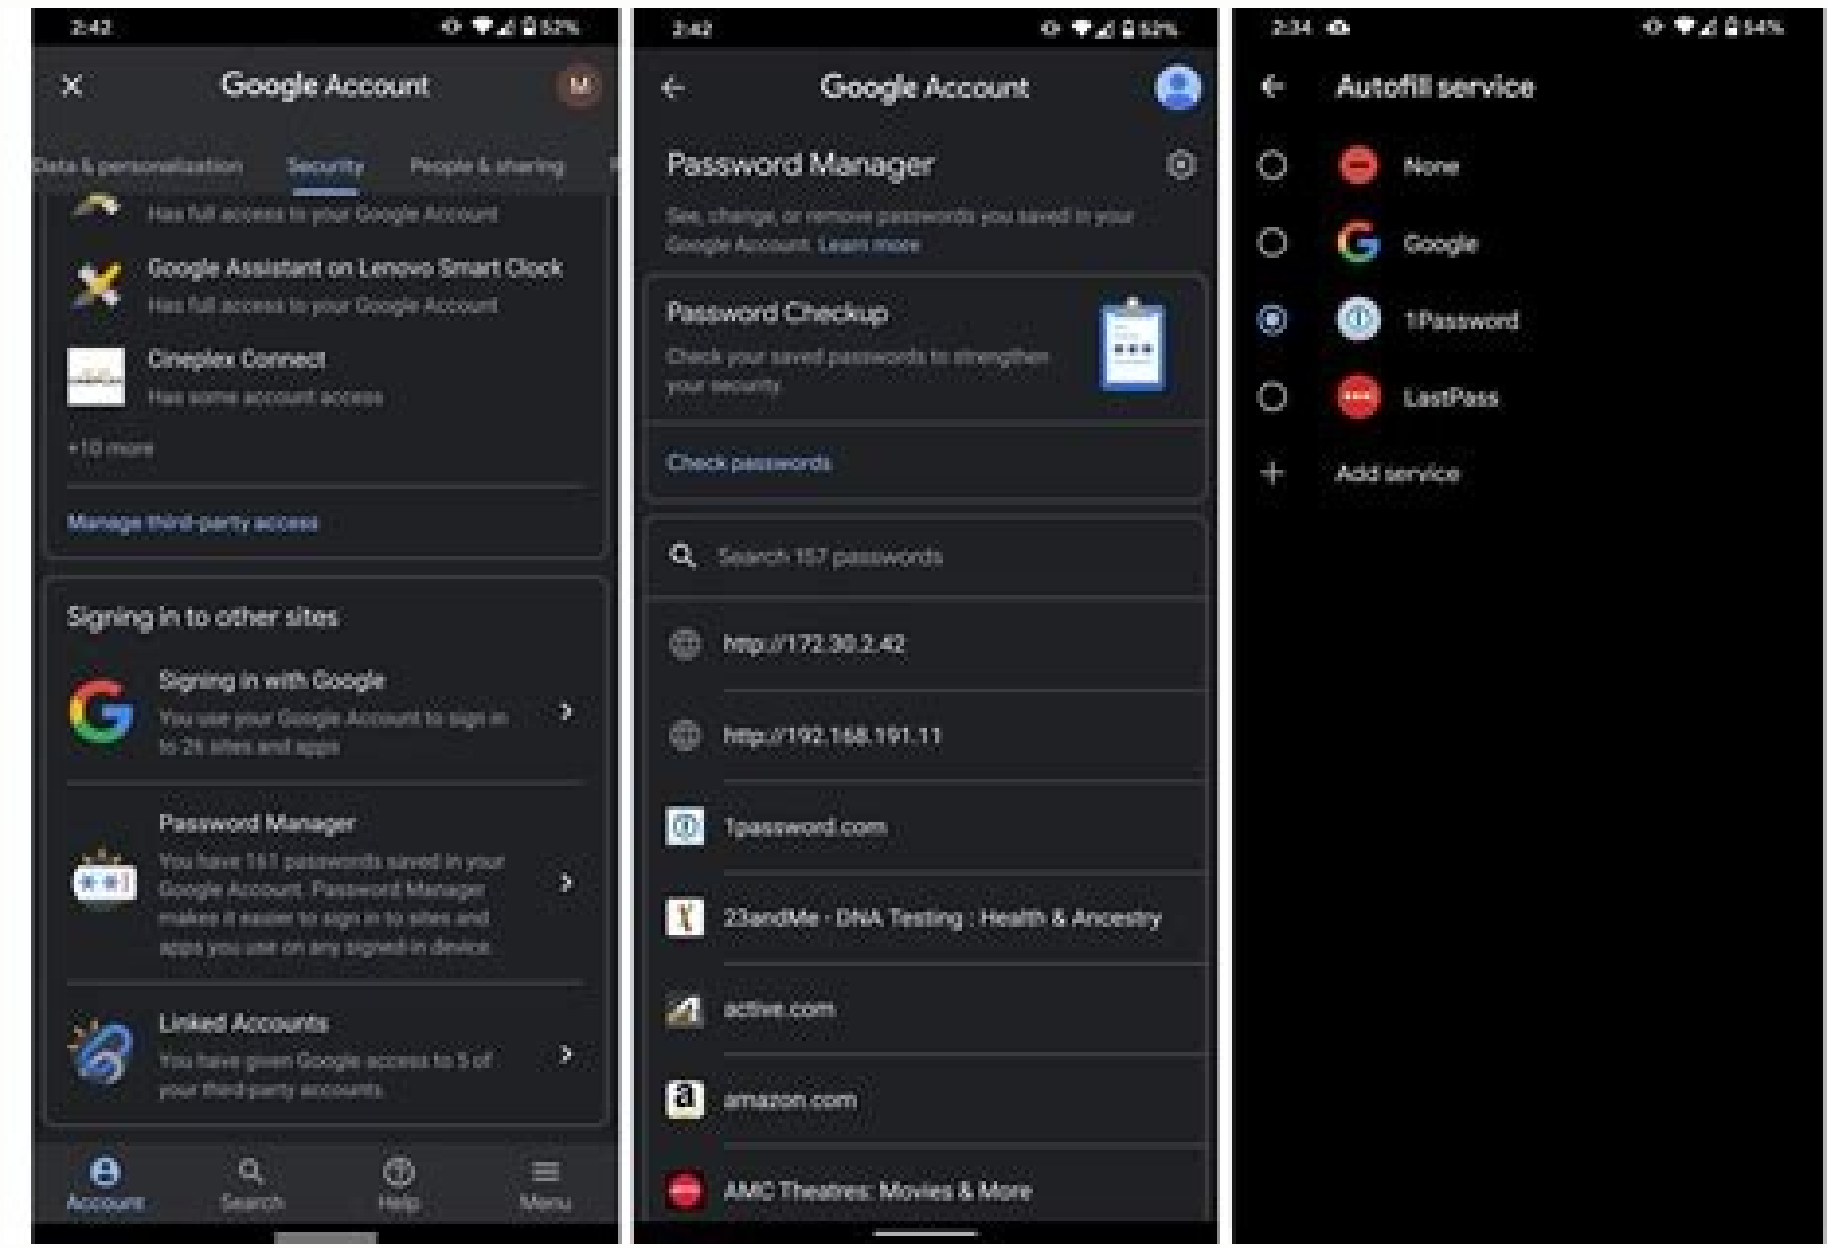 2:42
52%
Google Account
M
Data & personalization
Security
People & sharing
Has full access to your Google Account
Google Assistant on Lenovo Smart Clock
Has full access to your Google Account
Cineplex Connect
Has some account access
+10 more
Manage third-party access
Signing in to other sites
Signing in with Google
You use your Google Account to sign in
to 26 sites and apps
Password Manager
You have 161 passwords saved in your
Google Account. Password Manager
makes it easier to sign in to sites and
apps you use on any signed-in device.
Linked Accounts
You have given Google access to 5 of
your third-party accounts.
Account
Search
Help
Menu
2:42
52%
Google Account
Password Manager
See, change, or remove passwords you saved in your
Google Account. Learn more
Password Checkup
Check your saved passwords to strengthen
your security.
Check passwords
Search 157 passwords
http://172.30.2.42
http://192.168.191.11
1password.com
23andMe - DNA Testing : Health & Ancestry
active.com
amazon.com
AMC Theatres: Movies & More
2:34
54%
Autofill service
None
Google
1Password
LastPass
Add service